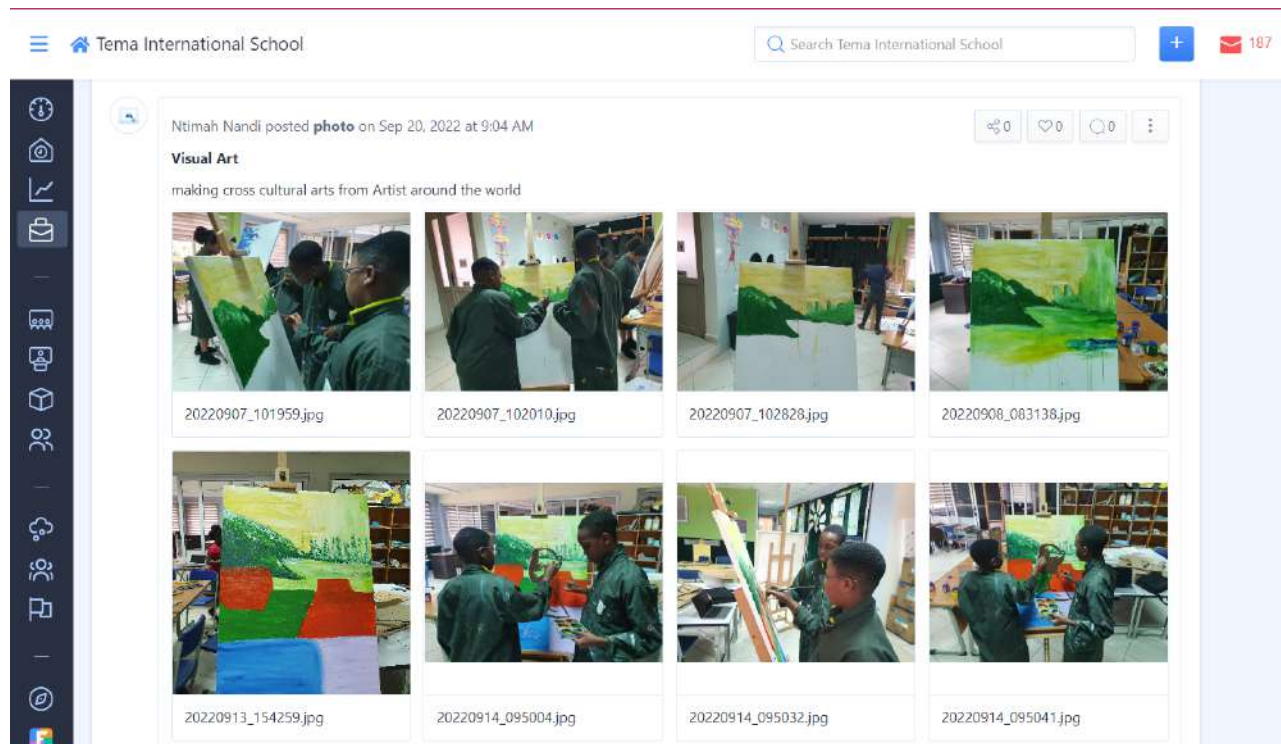 Tema International School
Search Tema International School
+
187
Ntimah Nandi posted photo on Sep 20, 2022 at 9:04 AM
0
0
0
Visual Art
making cross cultural arts from Artist around the world
20220907_101959.jpg
20220907_102010.jpg
20220907_102828.jpg
20220908_083138.jpg
20220913_154259.jpg
20220914_095004.jpg
20220914_095032.jpg
20220914_095041.jpg